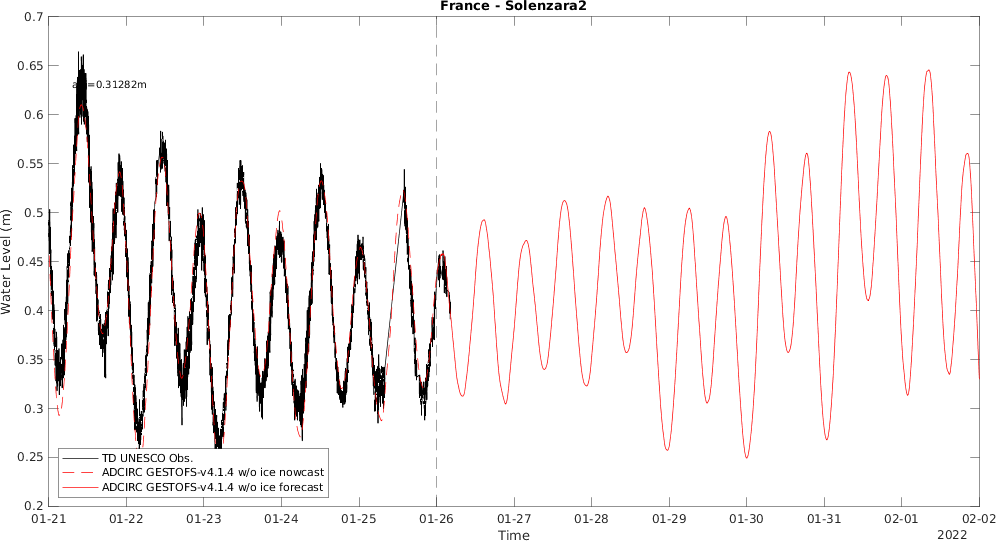 France - Solenzara2
0.7
0.65
0.6
0.55
0.5
0.45
0.4
0.35
0.3
0.25
0.2
Water Level (m)
=0.31282m
TD UNESCO Obs.
ADCIRC GESTOFS-v4.1.4 w/o ice nowcast
ADCIRC GESTOFS-v4.1.4 w/o ice forecast
01-21 01-22 01-23 01-24 01-25 01-26 01-27 01-28 01-29 01-30 01-31 02-01 02-02
Time
2022